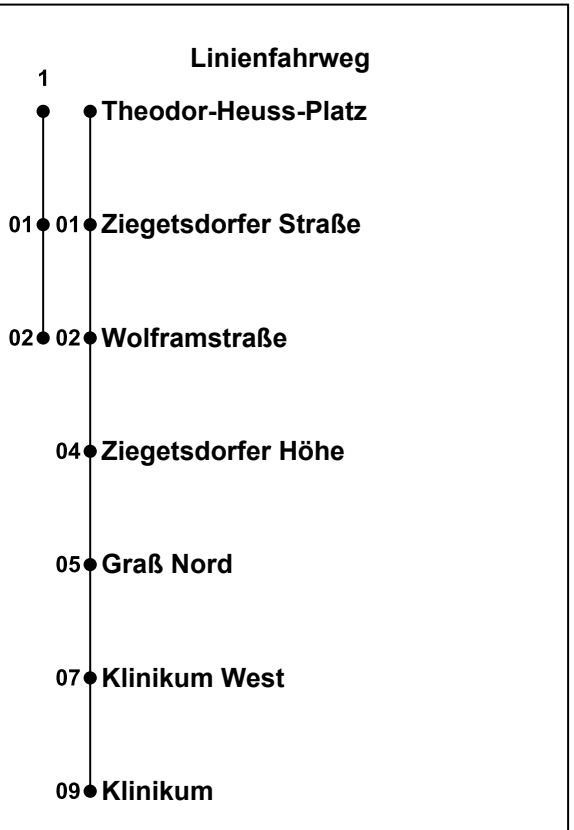 Linienfahrweg
1
Theodor-Heuss-Platz
01 01 Ziegetsdorfer Straße
02 02 Wolframstraße
04 Ziegetsdorfer Höhe
05 Graß Nord
07 Klinikum West
09 Klinikum